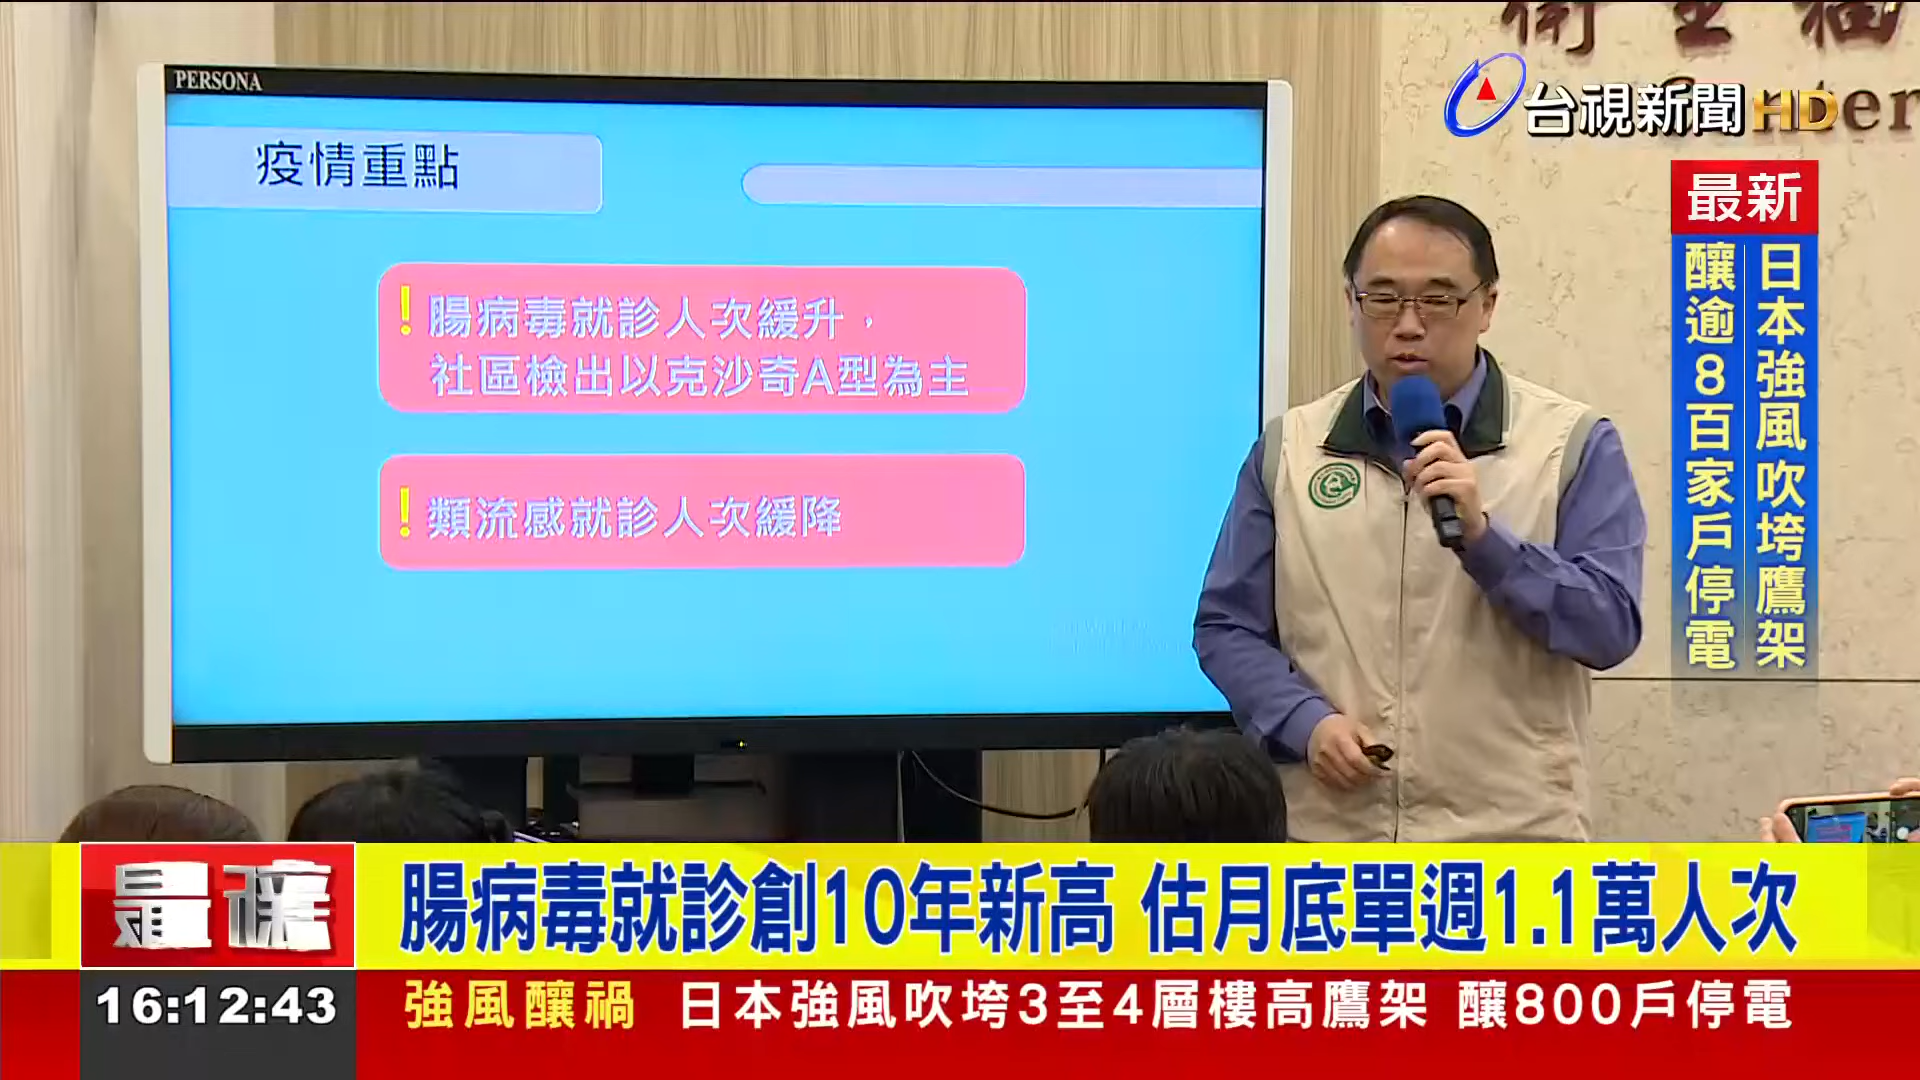 PERSONA
疫情重點
!腸病毒就診人次緩升，
社區檢出以克沙奇A型為主
!類流感就診人次緩降
台視新聞HD
最新
日本強風吹垮鷹架
釀逾8百家戶停電
腸病毒就診創10年新高 估月底單週1.1萬人次
16:12:43
強風釀禍 日本強風吹垮3至4層樓高鷹架 釀800戶停電